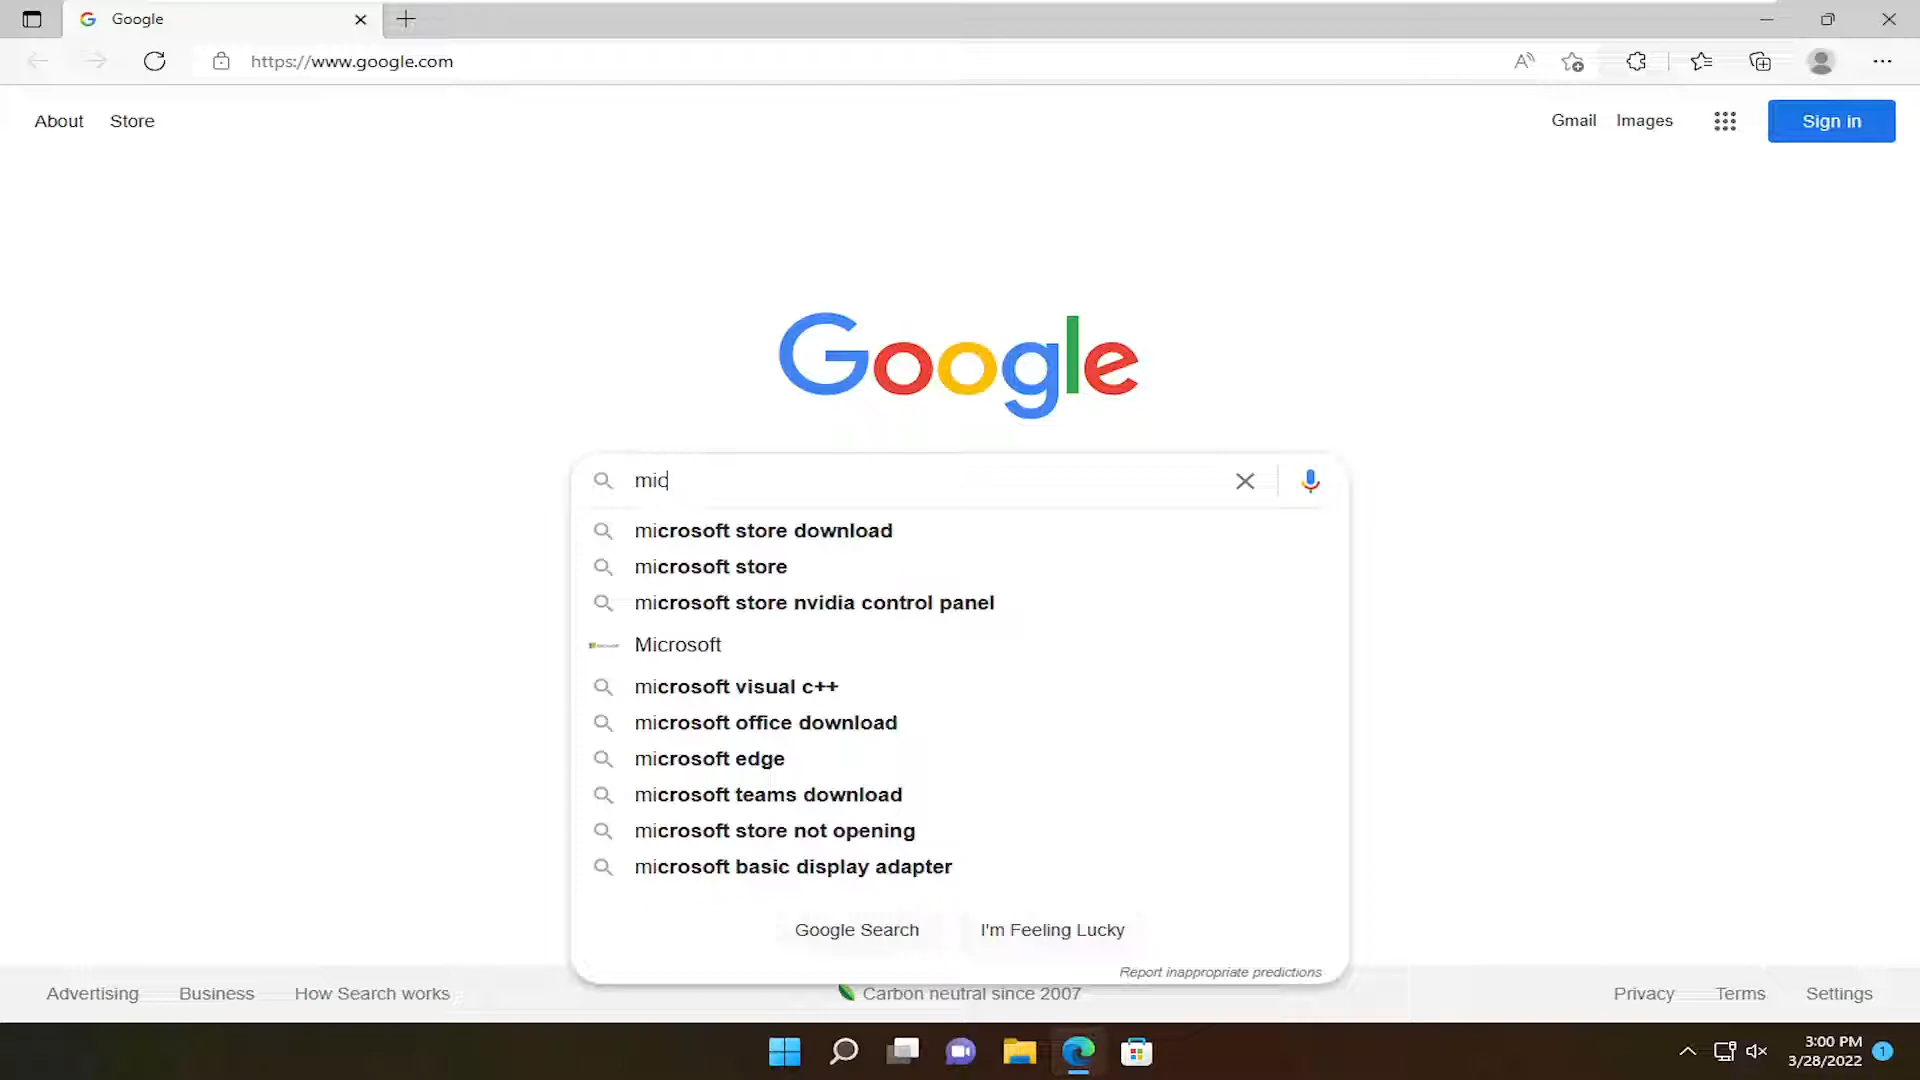 Google
https://www.google.com
About Store
Gmail Images Sign in
Google
mic
microsoft store download
microsoft store
microsoft store nvidia control panel
Microsoft
microsoft visual c++
microsoft office download
microsoft edge
microsoft teams download
microsoft store not opening
microsoft basic display adapter
Google Search I'm Feeling Lucky
Report inappropriate predictions
Advertising Business How Search works Carbon neutral since 2007 Privacy Terms Settings
3:00 PM
3/28/2022 1